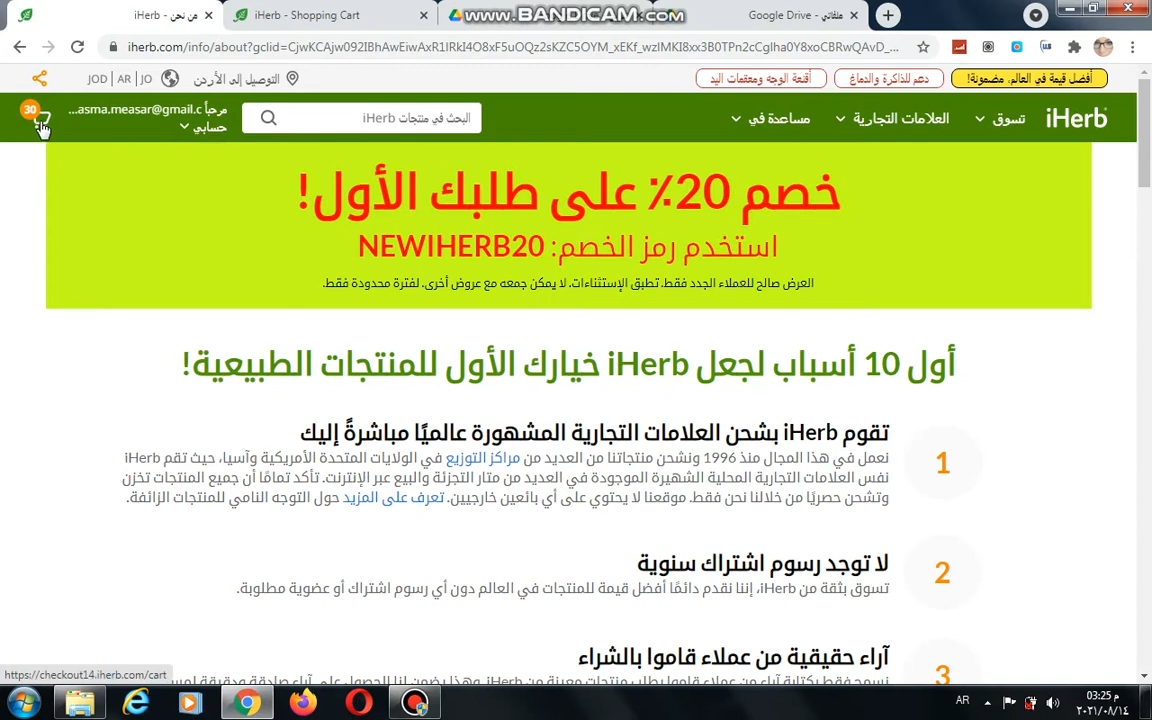 iHerb - من نحن
iHerb - Shopping Cart
www.BANDICAM.com
Google Drive - ملفاتي
iherb.com/info/about?gclid=CjwKCAjw092IBhAwEiwAxR1lRkI4O8xF5uOQz2sKZC5OYM_xEKf_wzlMKI8xx3B0TPn2cCglha0Y8xoCBRwQAvD_...
أفضل قيمة في العالم، مضمونة!
دعم للذاكرة والدماغ
أقنعة الوجه ومعقمات اليد
التوصيل إلى الأردن
JOD | AR | JO
iHerb
تسوق
العلامات التجارية
مساعدة في
البحث في منتجات iHerb
مرحباً asma.measar@gmail.c...
حسابي
30
خصم 20٪ على طلبك الأول!
استخدم رمز الخصم: NEWIHERB20
العرض صالح للعملاء الجدد فقط. تطبق الإستثناءات. لا يمكن جمعه مع عروض أخرى. لفترة محدودة فقط.
أول 10 أسباب لجعل iHerb خيارك الأول للمنتجات الطبيعية!
1
تقوم iHerb بشحن العلامات التجارية المشهورة عالميًا مباشرةً إليك
نعمل في هذا المجال منذ 1996 ونشحن منتجاتنا من العديد من مراكز التوزيع في الولايات المتحدة الأمريكية وآسيا، حيث تقم iHerb
نفس العلامات التجارية المحلية الشهيرة الموجودة في العديد من متار التجزئة والبيع عبر الإنترنت. تأكد تمامًا أن جميع المنتجات تخزن
وتشحن حصريًا من خلالنا نحن فقط. موقعنا لا يحتوي على أي بائعين خارجيين. تعرف على المزيد حول التوجه النامي للمنتجات الزائفة.
2
لا توجد رسوم اشتراك سنوية
تسوق بثقة من iHerb، إننا نقدم دائمًا أفضل قيمة للمنتجات في العالم دون أي رسوم اشتراك أو عضوية مطلوبة.
3
آراء حقيقية من عملاء قاموا بالشراء
https://checkout14.iherb.com/cart
AR
03:25 م
٢٠٢١/٠٨/١٤